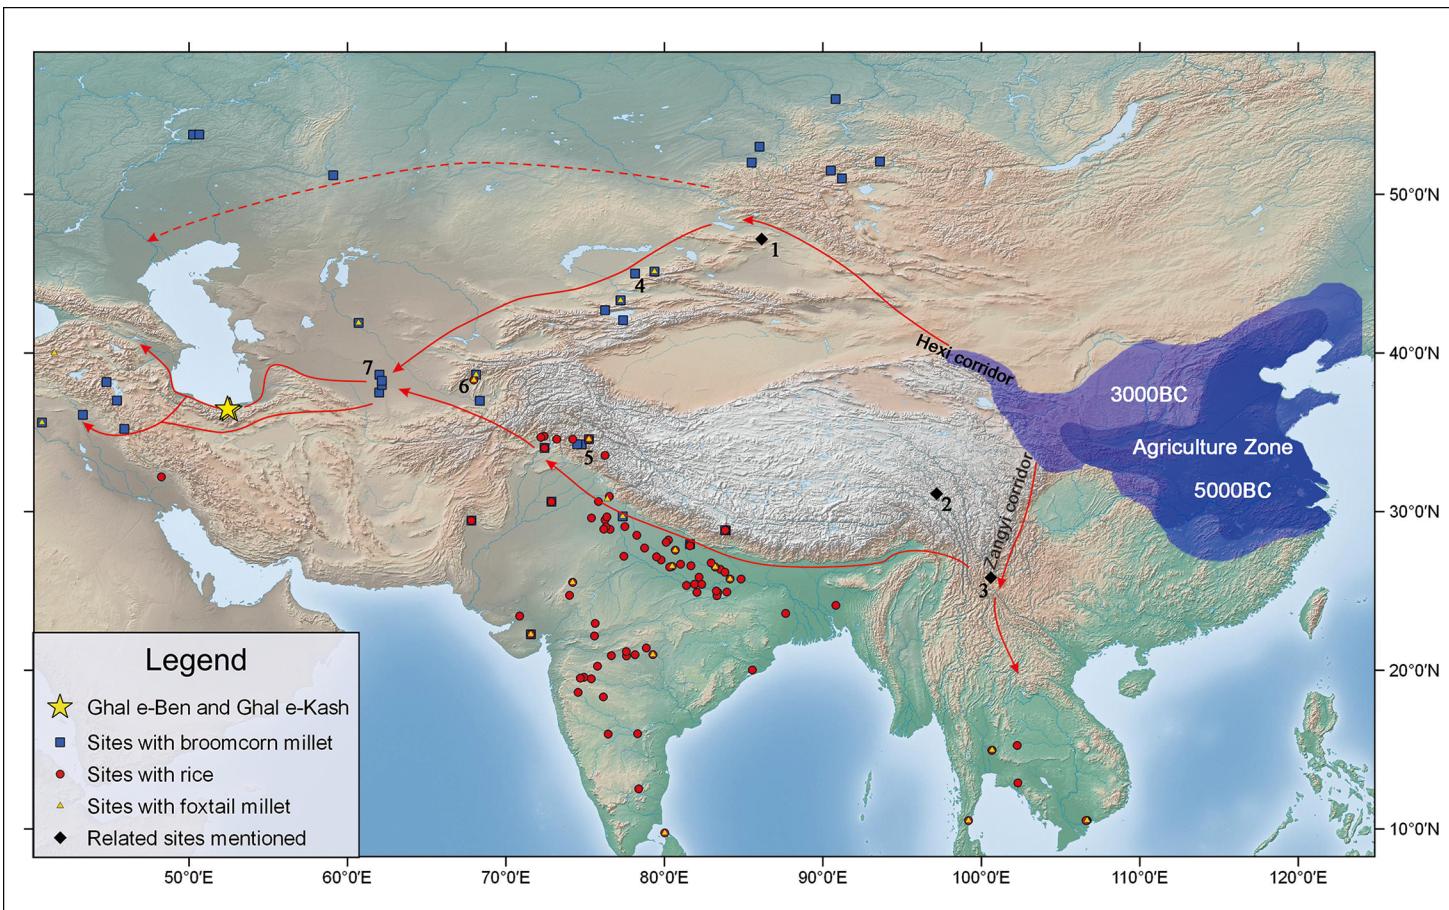 50°0′N
1
4
40°0′N
Hexi corridor
7
6
3000BC
Agriculture Zone
5
5000BC
2
30°0′N
Zangyi corridor
3
20°0′N
Legend
Ghal e-Ben and Ghal e-Kash
Sites with broomcorn millet
Sites with rice
Sites with foxtail millet
Related sites mentioned
10°0′N
50°0′E 60°0′E 70°0′E 80°0′E 90°0′E 100°0′E 110°0′E 120°0′E